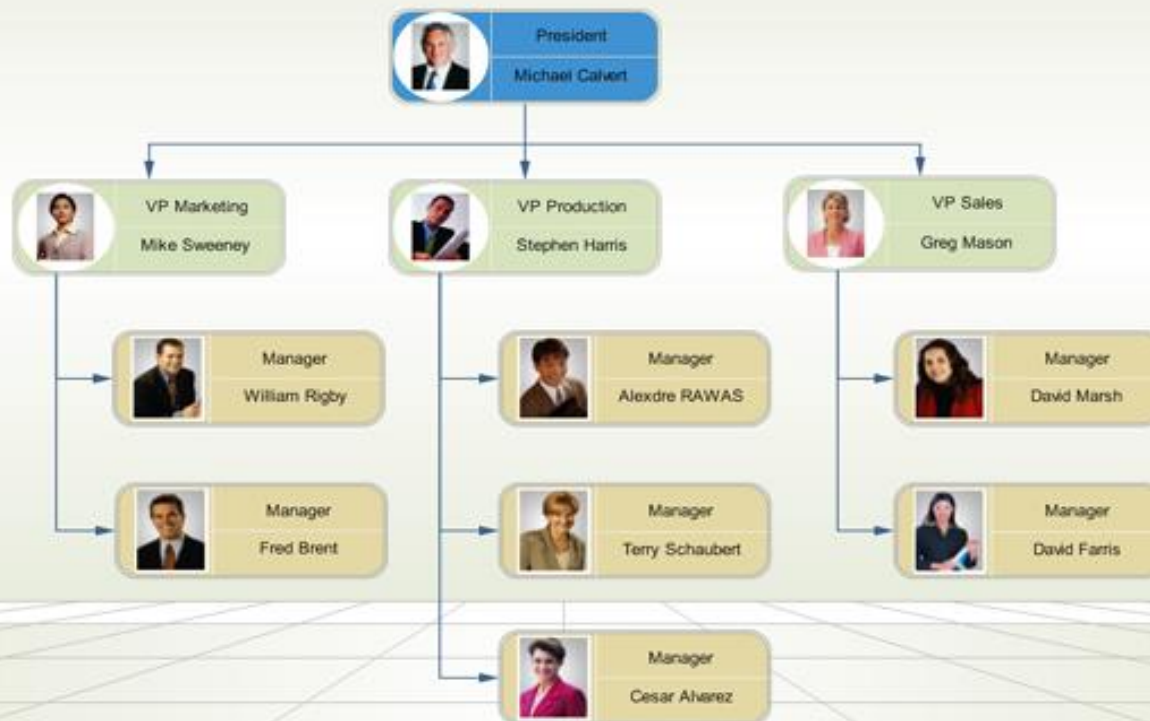 President
Michael Calvert
VP Marketing
Mike Sweeney
VP Production
Stephen Harris
VP Sales
Greg Mason
Manager
William Rigby
Manager
Fred Brent
Manager
Alexdre RAWAS
Manager
Terry Schaubert
Manager
Cesar Alvarez
Manager
David Marsh
Manager
David Farris